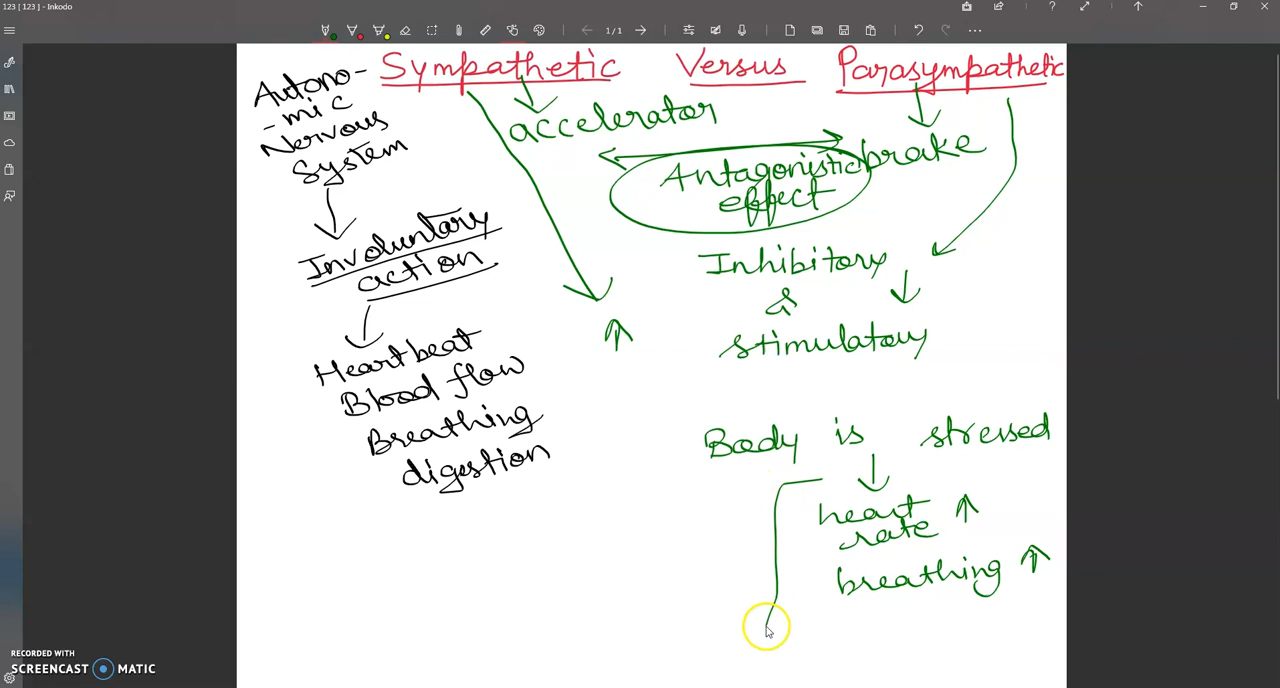 123 [ 123 ] - Inkodo
1/1
Sympathetic Versus Parasympathetic
Autono-
-mic
Nervous
System
Involuntary
action
Heartbeat
Blood flow
Breathing
digestion
accelerator
brake
Antagonistic
effect
Inhibitory
&
stimulatory
Body is stressed
heart
rate
breathing
RECORDED WITH
SCREENCAST MATIC